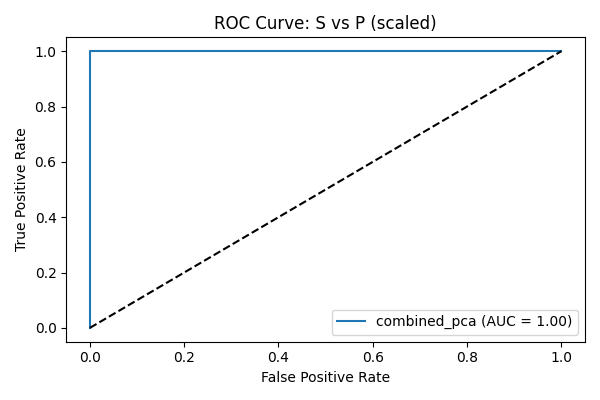 ROC Curve: S vs P (scaled)
True Positive Rate
1.0
0.8
0.6
0.4
0.2
0.0
combined_pca (AUC = 1.00)
0.0 0.2 0.4 0.6 0.8 1.0
False Positive Rate